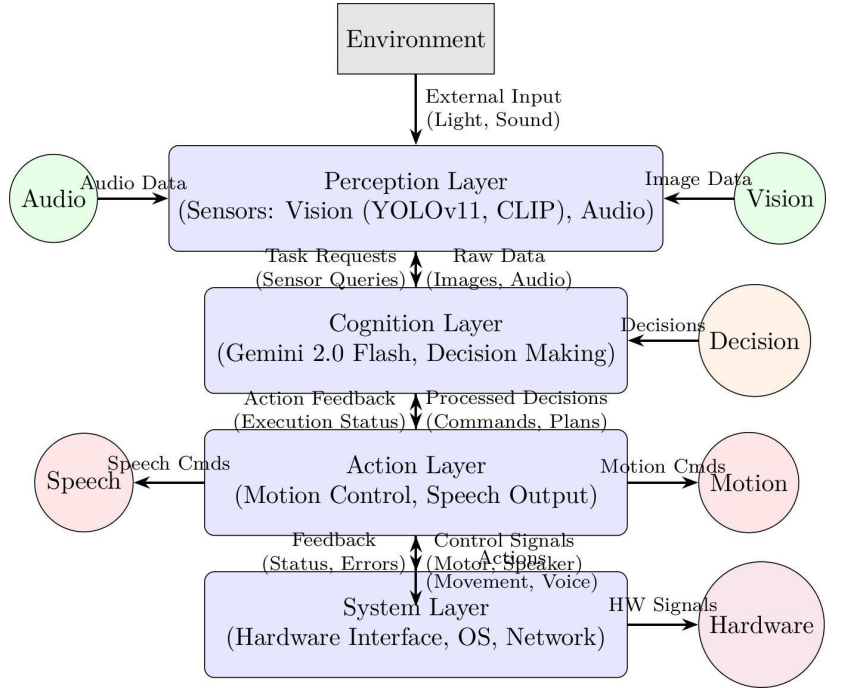 Environment
External Input
(Light, Sound)
Audio
Audio Data
Perception Layer
(Sensors: Vision (YOLOv11, CLIP), Audio)
Image Data
Vision
Task Requests
(Sensor Queries)
Raw Data
(Images, Audio)
Cognition Layer
(Gemini 2.0 Flash, Decision Making)
Decisions
Decision
Action Feedback
(Execution Status)
Processed Decisions
(Commands, Plans)
Speech
Speech Cmds
Action Layer
(Motion Control, Speech Output)
Motion Cmds
Motion
Feedback
(Status, Errors)
Control Signals
(Motor, Speaker)
Actions
(Movement, Voice)
System Layer
(Hardware Interface, OS, Network)
HW Signals
Hardware